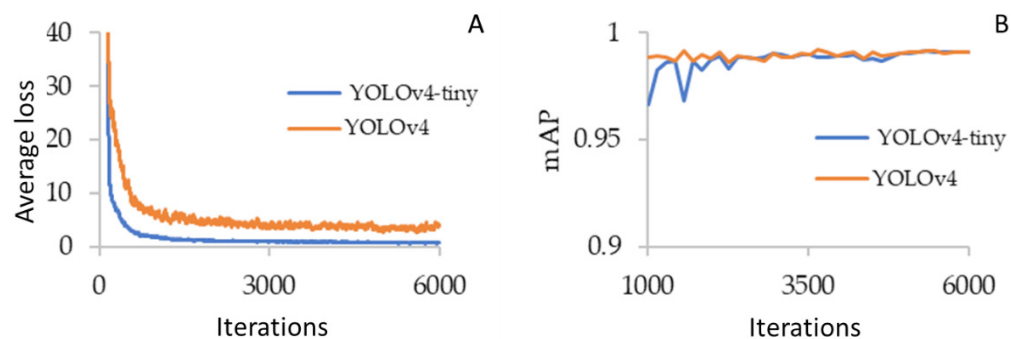 A
40
30
20
10
0
Average loss
YOLOv4-tiny
YOLOv4
0 3000 6000
Iterations
B
1
0.95
0.9
mAP
YOLOv4-tiny
YOLOv4
1000 3500 6000
Iterations